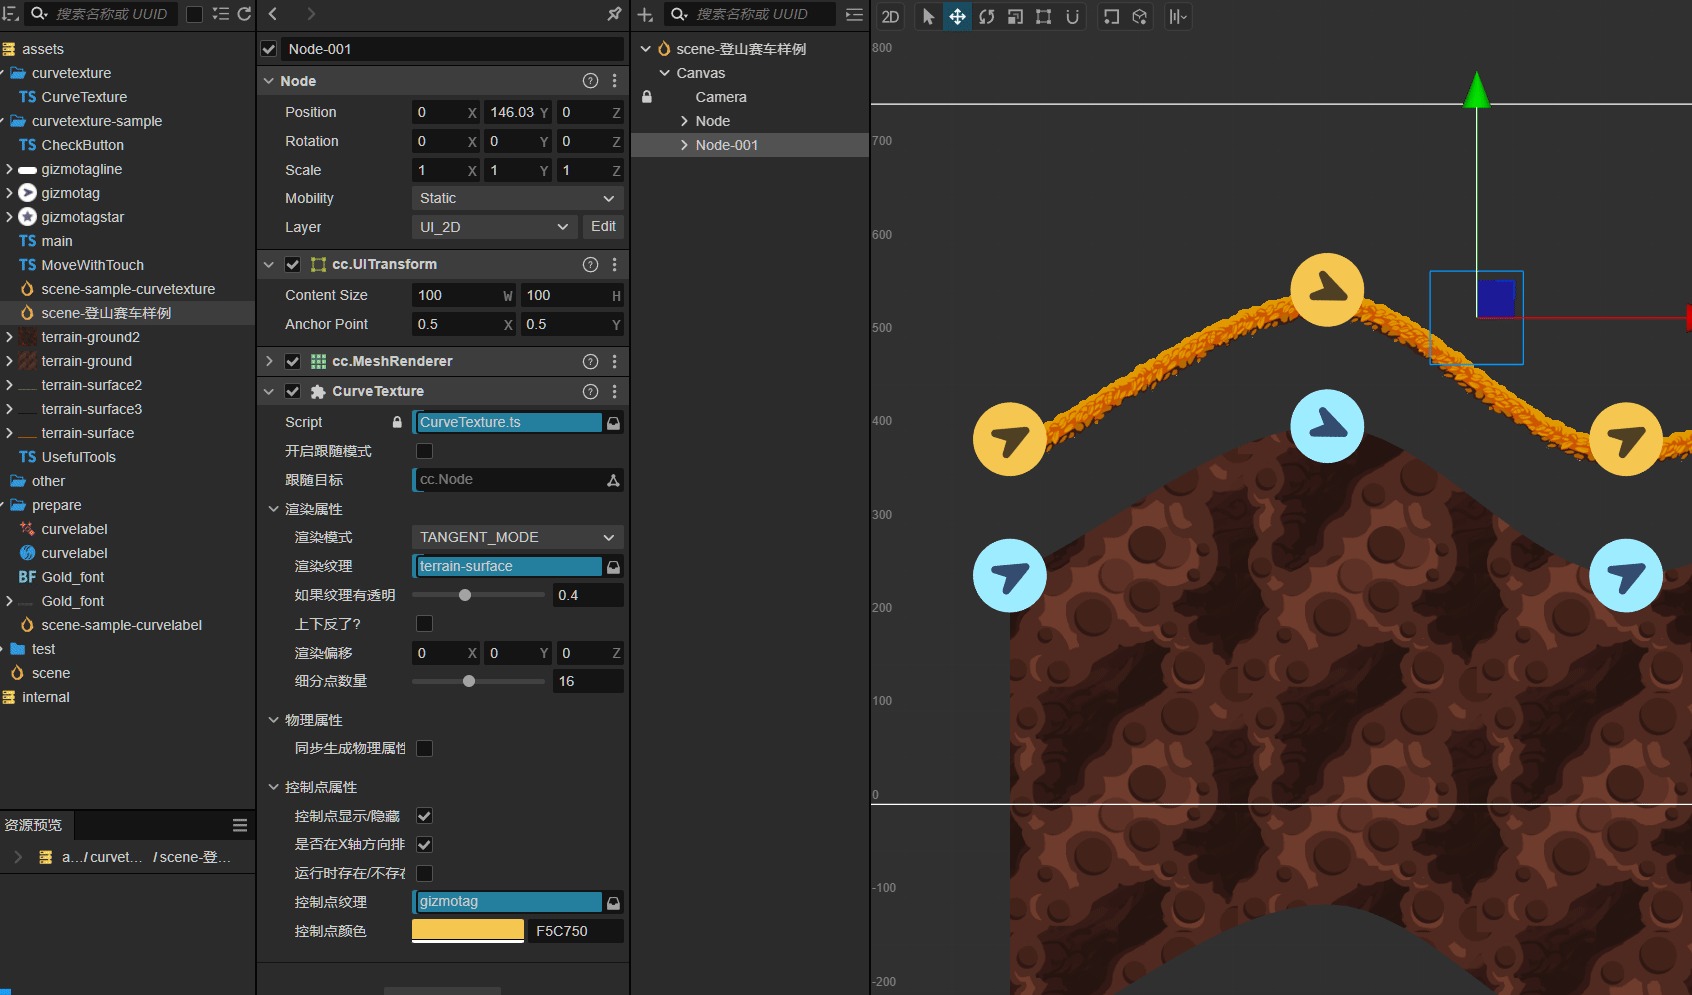 搜索名称或 UUID
assets
curvetexture
TS CurveTexture
curvetexture-sample
TS CheckButton
gizmotagline
gizmotag
gizmotagstar
TS main
TS MoveWithTouch
scene-sample-curvetexture
scene-登山赛车样例
terrain-ground2
terrain-ground
terrain-surface2
terrain-surface3
terrain-surface
TS UsefulTools
other
prepare
curvelabel
curvelabel
BF Gold_font
Gold_font
scene-sample-curvelabel
test
scene
internal
资源预览
a.../curvet... /scene-登...
Node-001
Node
Position 0 X 146.03 Y 0 Z
Rotation 0 X 0 Y 0 Z
Scale 1 X 1 Y 1 Z
Mobility Static
Layer UI_2D Edit
cc.UITransform
Content Size 100 W 100 H
Anchor Point 0.5 X 0.5 Y
cc.MeshRenderer
CurveTexture
Script CurveTexture.ts
开启跟随模式
跟随目标 cc.Node
渲染属性
渲染模式 TANGENT_MODE
渲染纹理 terrain-surface
如果纹理有透明 0.4
上下反了?
渲染偏移 0 X 0 Y 0 Z
细分点数量 16
物理属性
同步生成物理属性
控制点属性
控制点显示/隐藏
是否在X轴方向排
运行时存在/不存在
控制点纹理 gizmotag
控制点颜色 F5C750
搜索名称或 UUID
scene-登山赛车样例
Canvas
Camera
Node
Node-001
2D
800
700
600
500
400
300
200
100
0
-100
-200